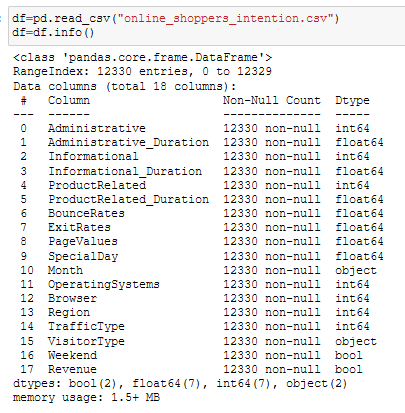 df=pd.read_csv("online_shoppers_intention.csv")
df=df.info()
<class 'pandas.core.frame.DataFrame'>
RangeIndex: 12330 entries, 0 to 12329
Data columns (total 18 columns):
 #   Column                   Non-Null Count  Dtype
---  ------                   --------------  -----
 0   Administrative           12330 non-null  int64
 1   Administrative_Duration  12330 non-null  float64
 2   Informational            12330 non-null  int64
 3   Informational_Duration   12330 non-null  float64
 4   ProductRelated           12330 non-null  int64
 5   ProductRelated_Duration  12330 non-null  float64
 6   BounceRates              12330 non-null  float64
 7   ExitRates                12330 non-null  float64
 8   PageValues               12330 non-null  float64
 9   SpecialDay               12330 non-null  float64
 10  Month                    12330 non-null  object
 11  OperatingSystems         12330 non-null  int64
 12  Browser                  12330 non-null  int64
 13  Region                   12330 non-null  int64
 14  TrafficType              12330 non-null  int64
 15  VisitorType              12330 non-null  object
 16  Weekend                  12330 non-null  bool
 17  Revenue                  12330 non-null  bool
dtypes: bool(2), float64(7), int64(7), object(2)
memory usage: 1.5+ MB